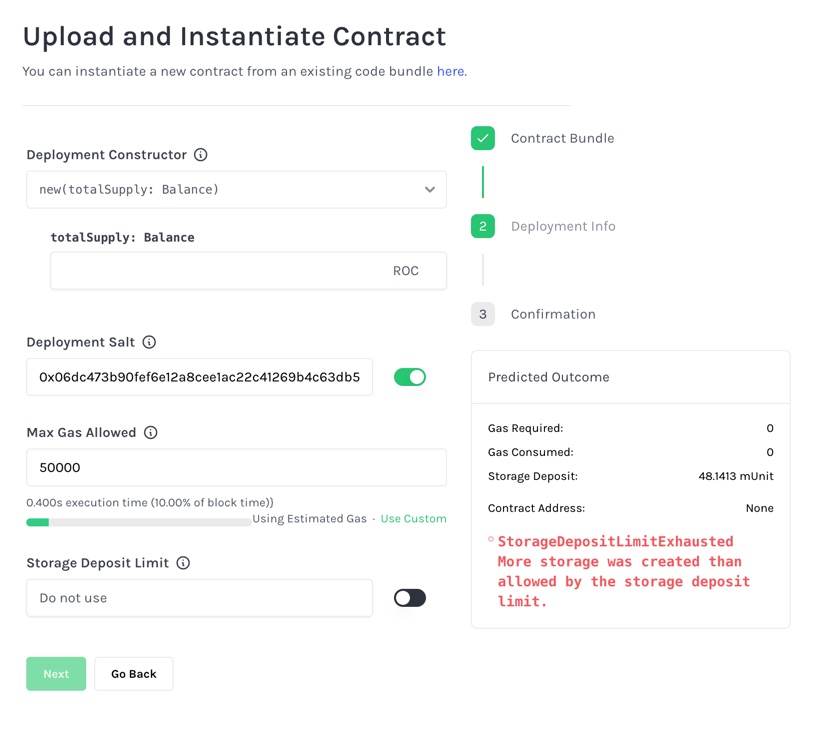 Upload and Instantiate Contract
You can instantiate a new contract from an existing code bundle here.
Deployment Constructor
new(totalSupply: Balance)
totalSupply: Balance
ROC
Deployment Salt
0x06dc473b90fef6e12a8cee1ac22c41269b4c63db5
Max Gas Allowed
50000
0.400s execution time (10.00% of block time)}
Using Estimated Gas · Use Custom
Storage Deposit Limit
Do not use
Next Go Back
Contract Bundle
2 Deployment Info
3 Confirmation
Predicted Outcome
Gas Required: 0
Gas Consumed: 0
Storage Deposit: 48.1413 mUnit
Contract Address: None
StorageDepositLimitExhausted
More storage was created than
allowed by the storage deposit
limit.